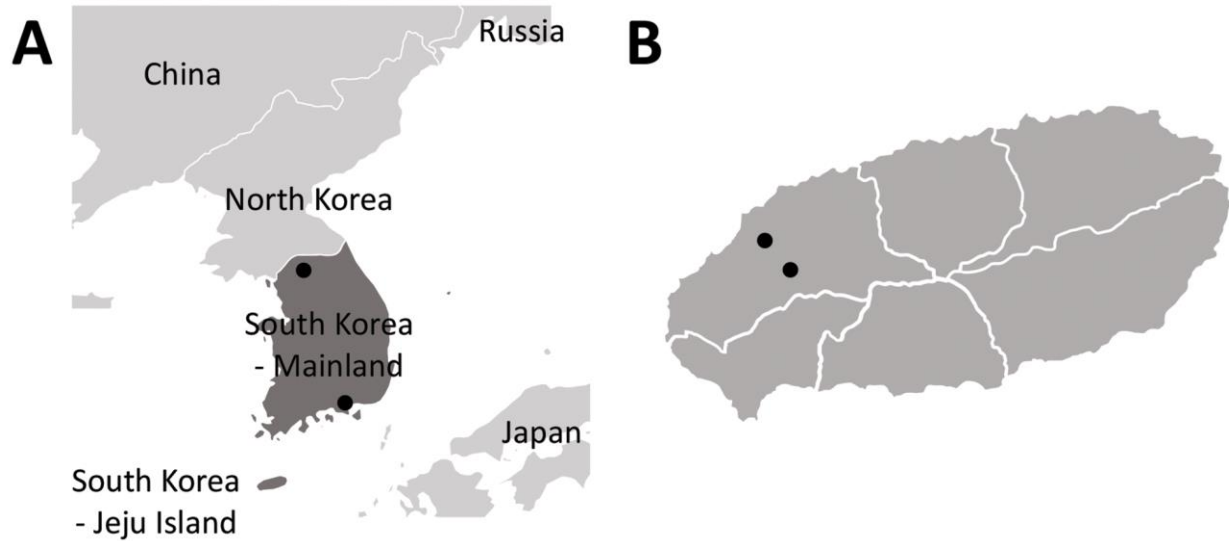 A
Russia
China
North Korea
South Korea
- Mainland
Japan
South Korea
- Jeju Island
B